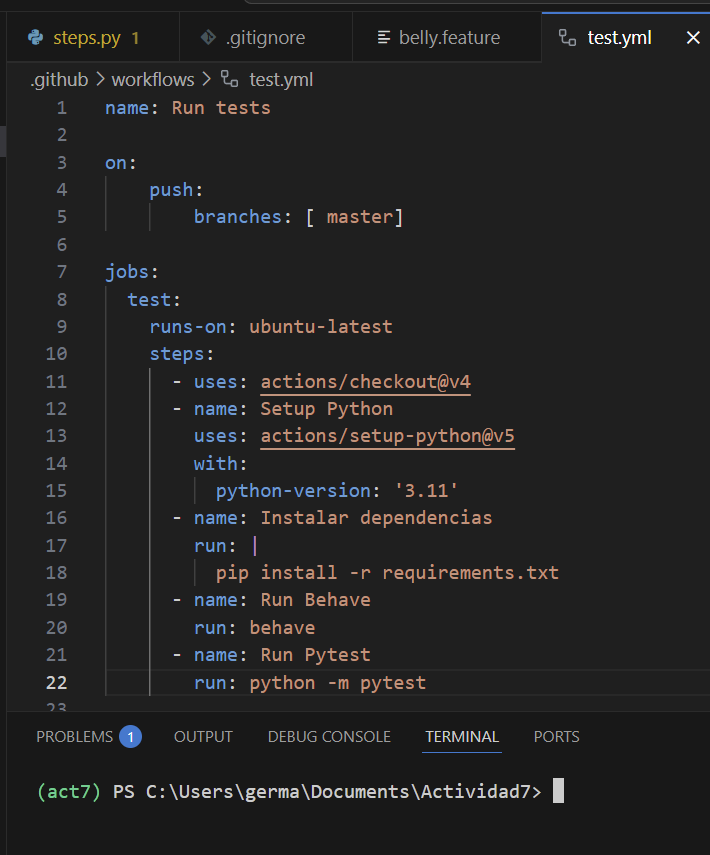 steps.py 1 .gitignore belly.feature test.yml
.github > workflows > test.yml
1 name: Run tests
2
3 on:
4     push:
5         branches: [ master]
6
7 jobs:
8   test:
9     runs-on: ubuntu-latest
10     steps:
11       - uses: actions/checkout@v4
12       - name: Setup Python
13         uses: actions/setup-python@v5
14         with:
15           python-version: '3.11'
16       - name: Instalar dependencias
17         run: |
18           pip install -r requirements.txt
19       - name: Run Behave
20         run: behave
21       - name: Run Pytest
22         run: python -m pytest
23
PROBLEMS 1 OUTPUT DEBUG CONSOLE TERMINAL PORTS
(act7) PS C:\Users\germa\Documents\Actividad7>